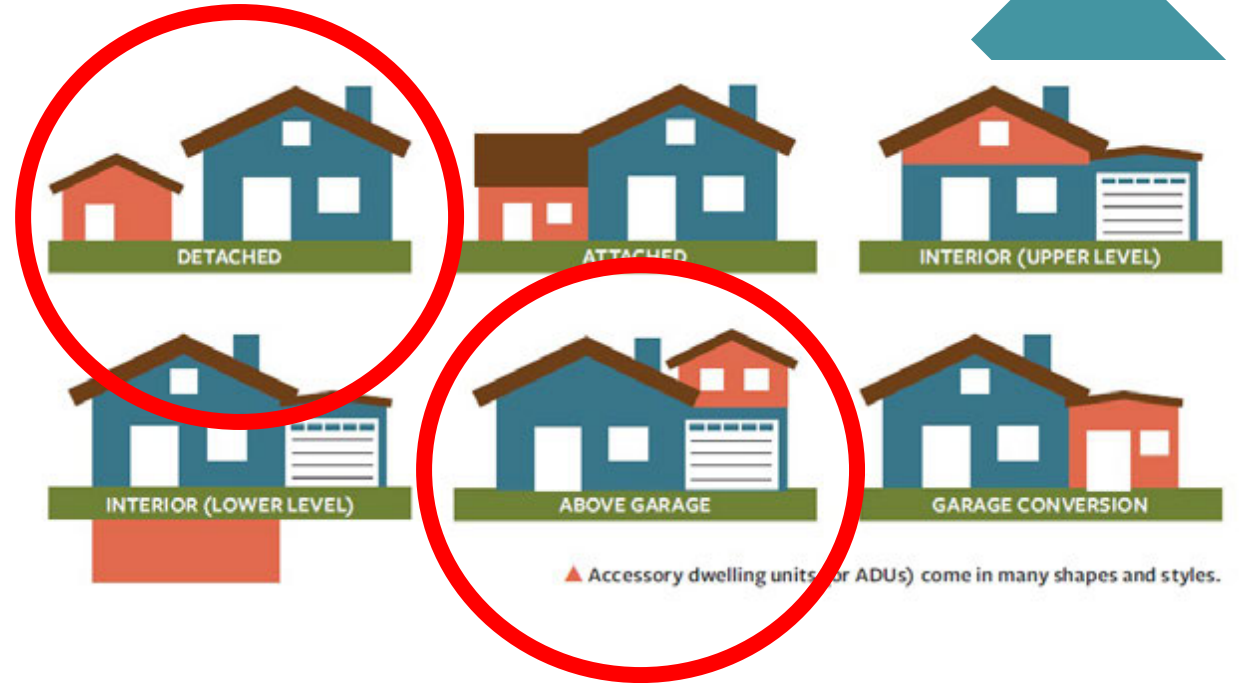 DETACHED
ATTACHED
INTERIOR (UPPER LEVEL)
INTERIOR (LOWER LEVEL)
ABOVE GARAGE
GARAGE CONVERSION
Accessory dwelling units (or ADUs) come in many shapes and styles.